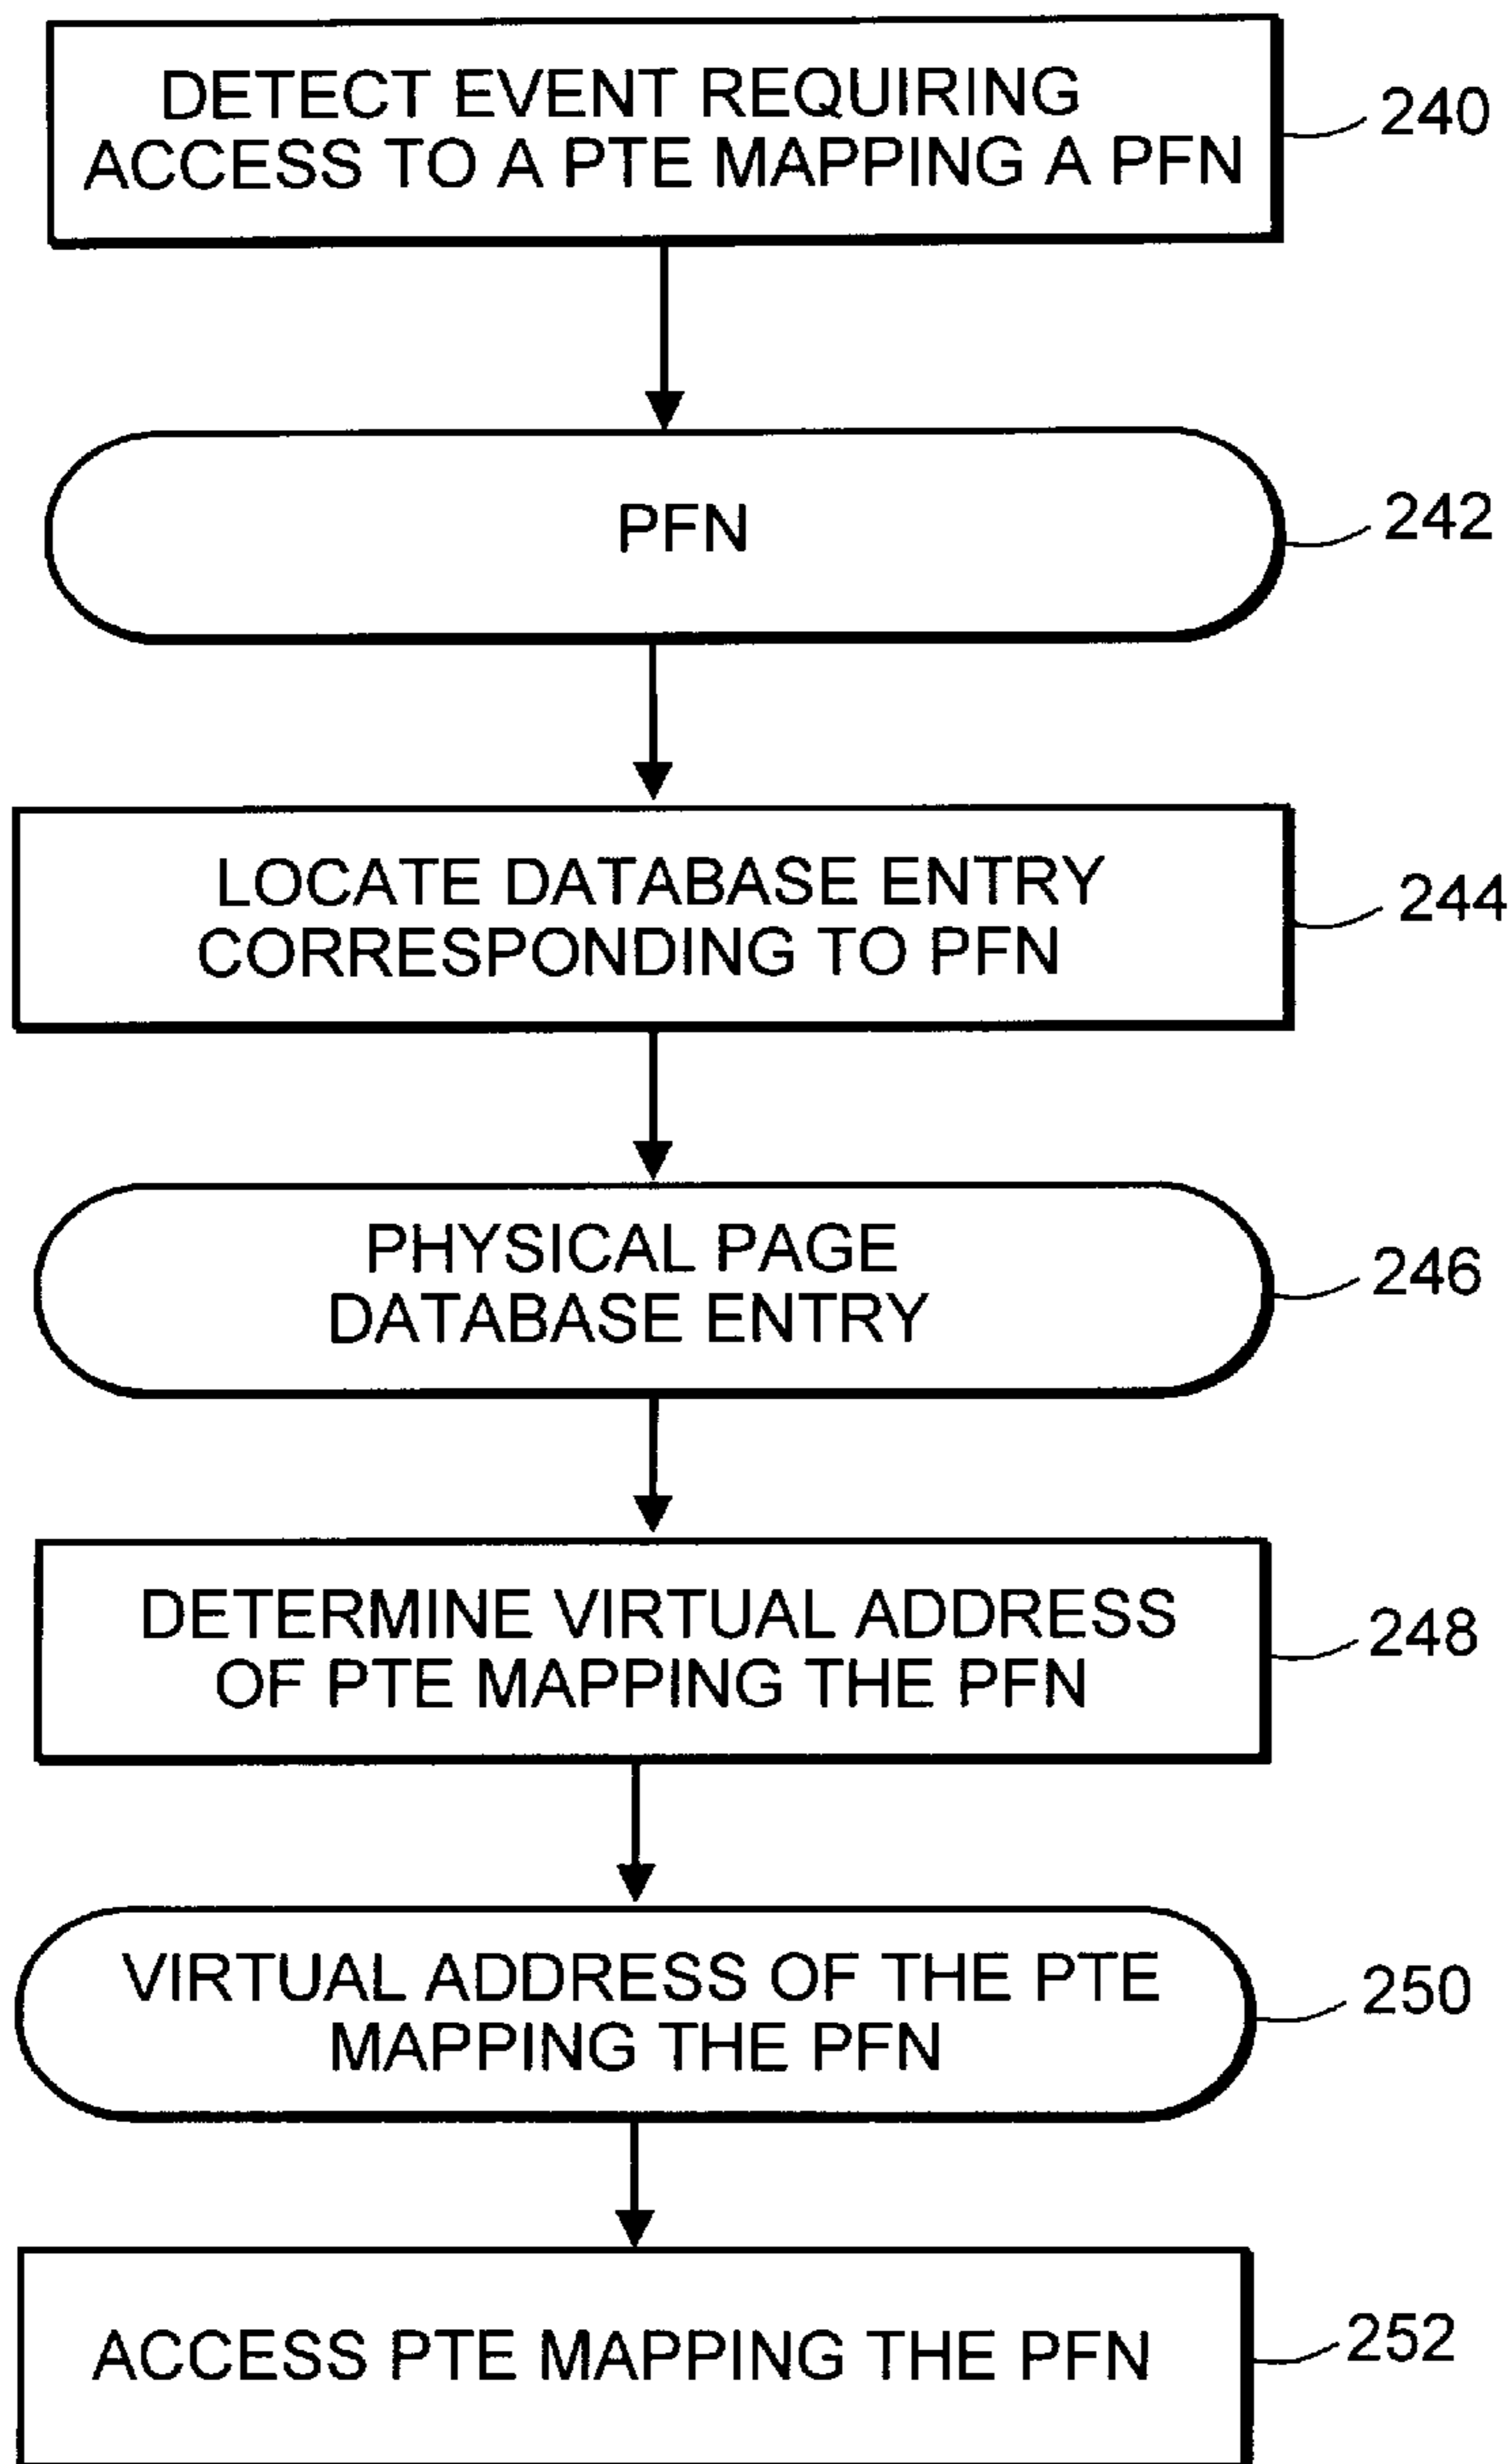 DETECT EVENT REQUIRING
ACCESS TO A PTE MAPPING A PFN
240
PFN
242
LOCATE DATABASE ENTRY
CORRESPONDING TO PFN
244
PHYSICAL PAGE
DATABASE ENTRY
246
DETERMINE VIRTUAL ADDRESS
OF PTE MAPPING THE PFN
248
VIRTUAL ADDRESS OF THE PTE
MAPPING THE PFN
250
ACCESS PTE MAPPING THE PFN
252